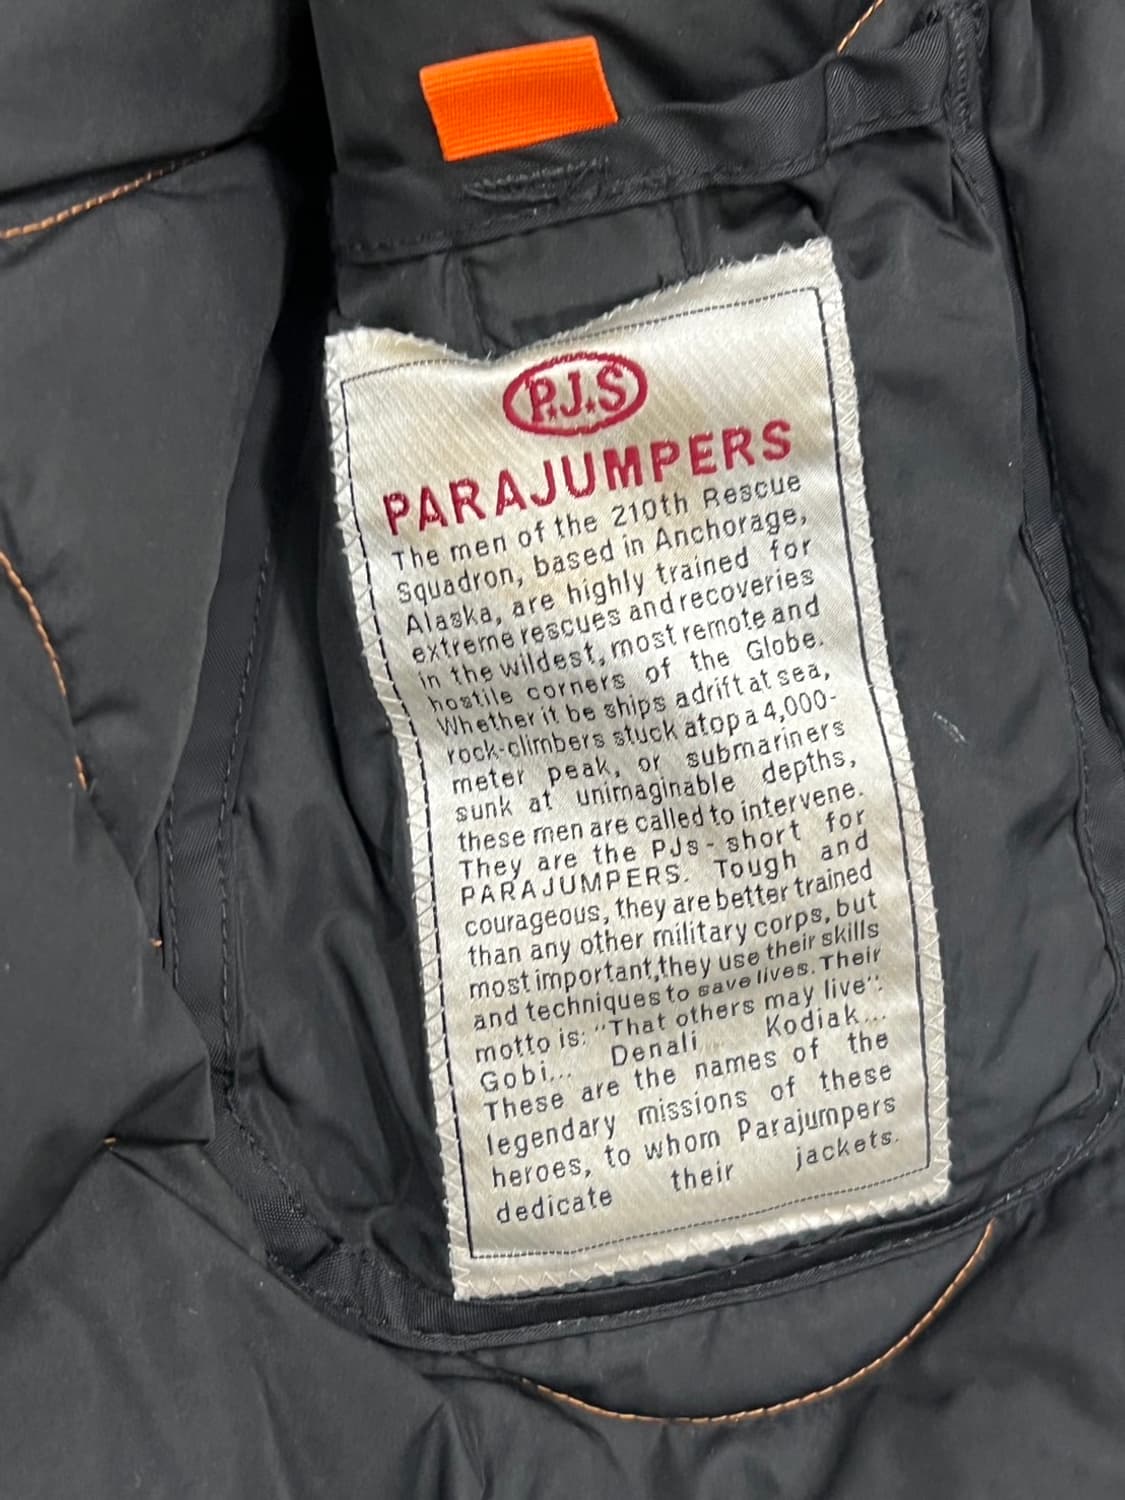 P.J.S
PARAJUMPERS
The men of the 210th Rescue
Squadron, based in Anchorage,
Alaska, are highly trained for
extreme rescues and recoveries
in the wildest, most remote and
hostile corners of the Globe.
Whether it be ships adrift at sea,
rock-climbers stuck atop a 4,000-
meter peak, or submariners
sunk at unimaginable depths,
these men are called to intervene.
They are the PJs - short for
PARAJUMPERS. Tough and
courageous, they are better trained
than any other military corps, but
most important,they use their skills
and techniques to save lives. Their
motto is: "That others may live".
Gobi... Denali... Kodiak...
These are the names of the
legendary missions of these
heroes, to whom Parajumpers
dedicate their jackets.